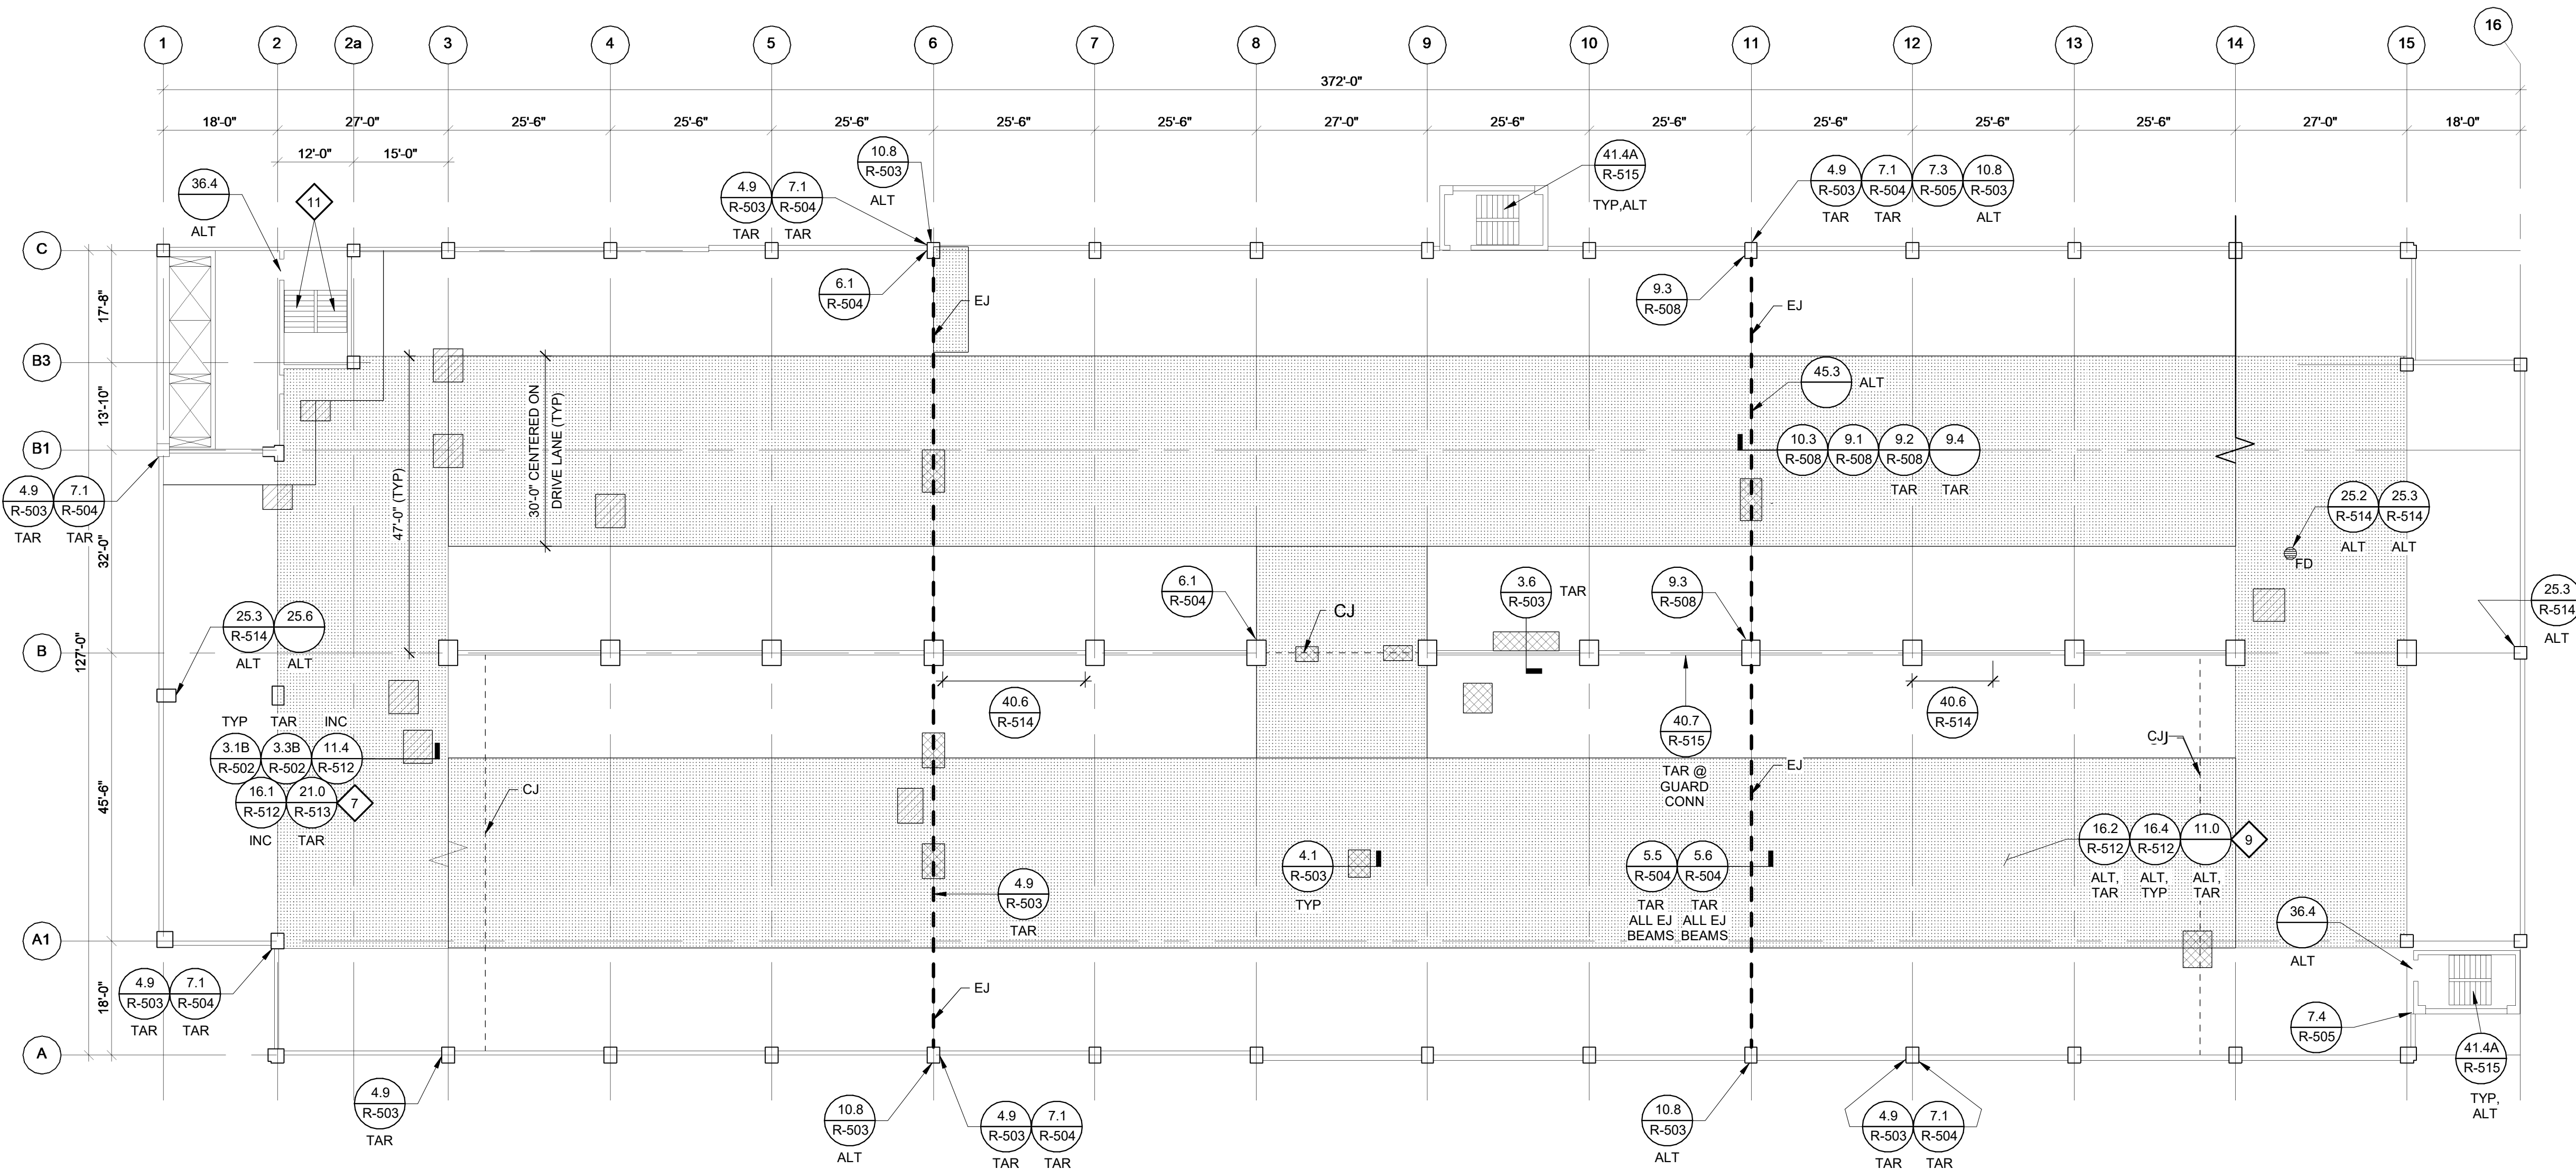 1 2 2a 3 4 5 6 7 8 9 10 11 12 13 14 15 16
372'-0"
18'-0" 27'-0" 25'-6" 25'-6" 25'-6" 25'-6" 25'-6" 27'-0" 25'-6" 25'-6" 25'-6" 25'-6" 25'-6" 27'-0" 18'-0"
12'-0" 15'-0"
36.4
ALT
11
4.9 7.1
R-503 R-504
TAR TAR
10.8
R-503
ALT
41.4A
R-515
TYP,ALT
4.9 7.1 7.3 10.8
R-503 R-504 R-505 R-503
TAR TAR ALT
C
6.1
R-504
EJ
9.3
R-508
EJ
17'-8"
B3
45.3 ALT
13'-10"
30'-0" CENTERED ON
DRIVE LANE (TYP)
47'-0" (TYP)
B1
10.3 9.1 9.2 9.4
R-508 R-508 R-508
TAR TAR
4.9 7.1
R-503 R-504
TAR TAR
32'-0"
25.2 25.3
R-514 R-514
ALT ALT
FD
6.1
R-504
CJ
3.6
R-503
TAR
9.3
R-508
25.3
R-514
ALT
25.3 25.6
R-514
ALT ALT
B
127'-0"
40.6
R-514
40.7
R-515
TAR @
GUARD
CONN
40.6
R-514
TYP TAR INC
3.1B 3.3B 11.4
R-502 R-502 R-512
16.1 21.0 7
R-512 R-513
INC TAR
45'-6"
CJ
EJ
CJ
4.1
R-503
TYP
5.5 5.6
R-504 R-504
TAR TAR
ALL EJ ALL EJ
BEAMS BEAMS
16.2 16.4 11.0 9
R-512 R-512
ALT, ALT, ALT,
TAR TYP TAR
4.9
R-503
TAR
36.4
ALT
A1
4.9 7.1
R-503 R-504
TAR TAR
18'-0"
EJ
7.4
R-505
A
41.4A
R-515
TYP,
ALT
4.9
R-503
TAR
10.8
R-503
ALT
4.9 7.1
R-503 R-504
TAR TAR
10.8
R-503
ALT
4.9 7.1
R-503 R-504
TAR TAR